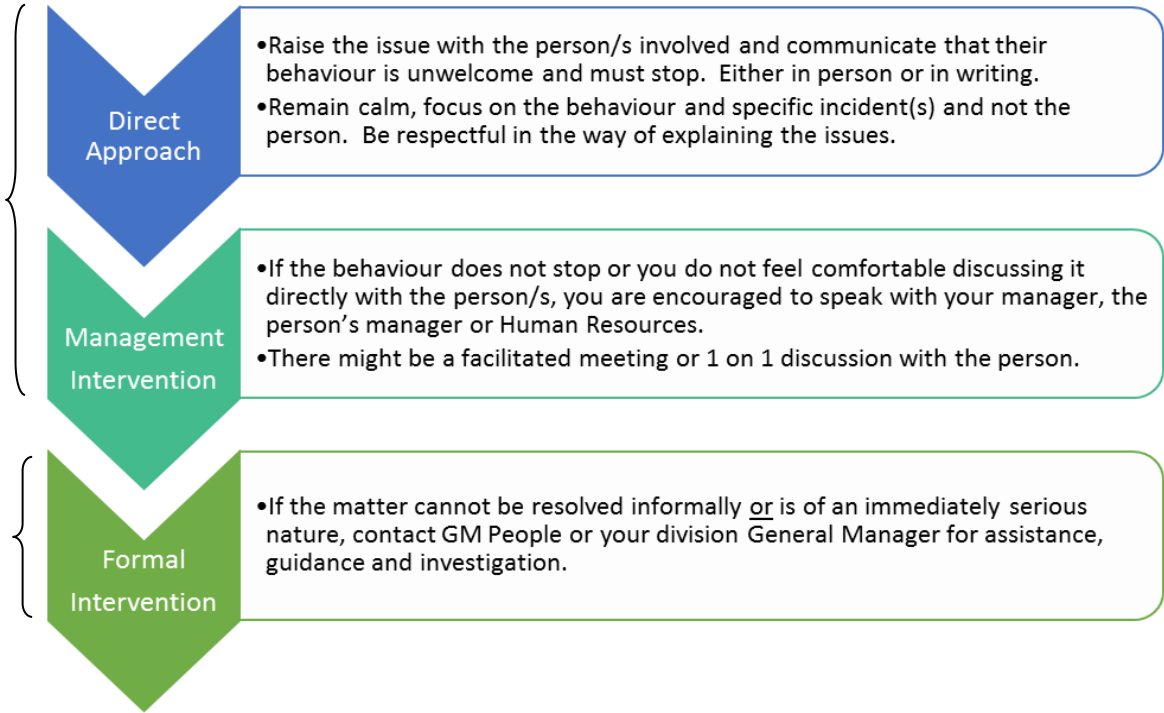 Direct
Approach
•Raise the issue with the person/s involved and communicate that their
behaviour is unwelcome and must stop.  Either in person or in writing.
•Remain calm, focus on the behaviour and specific incident(s) and not the
person.  Be respectful in the way of explaining the issues.
Management
Intervention
•If the behaviour does not stop or you do not feel comfortable discussing it
directly with the person/s, you are encouraged to speak with your manager, the
person’s manager or Human Resources.
•There might be a facilitated meeting or 1 on 1 discussion with the person.
Formal
Intervention
•If the matter cannot be resolved informally or is of an immediately serious
nature, contact GM People or your division General Manager for assistance,
guidance and investigation.